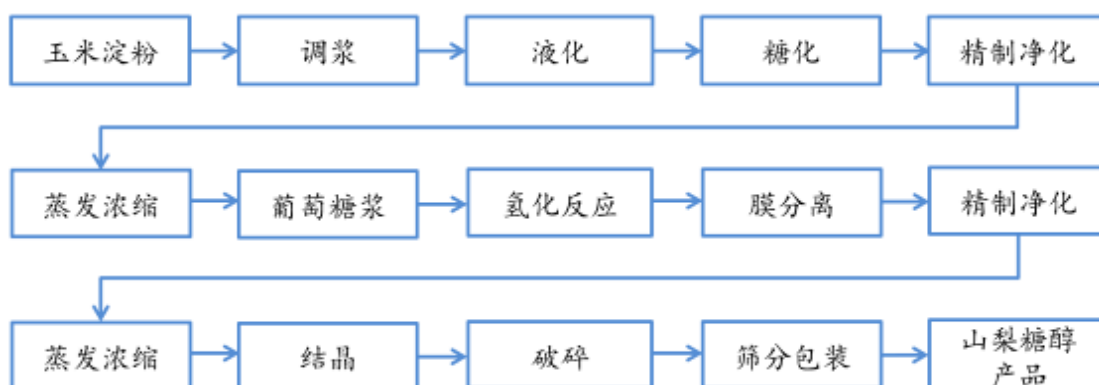 玉米淀粉
调浆
液化
糖化
精制净化
蒸发浓缩
葡萄糖浆
氢化反应
膜分离
精制净化
蒸发浓缩
结晶
破碎
筛分包装
山梨糖醇
产品